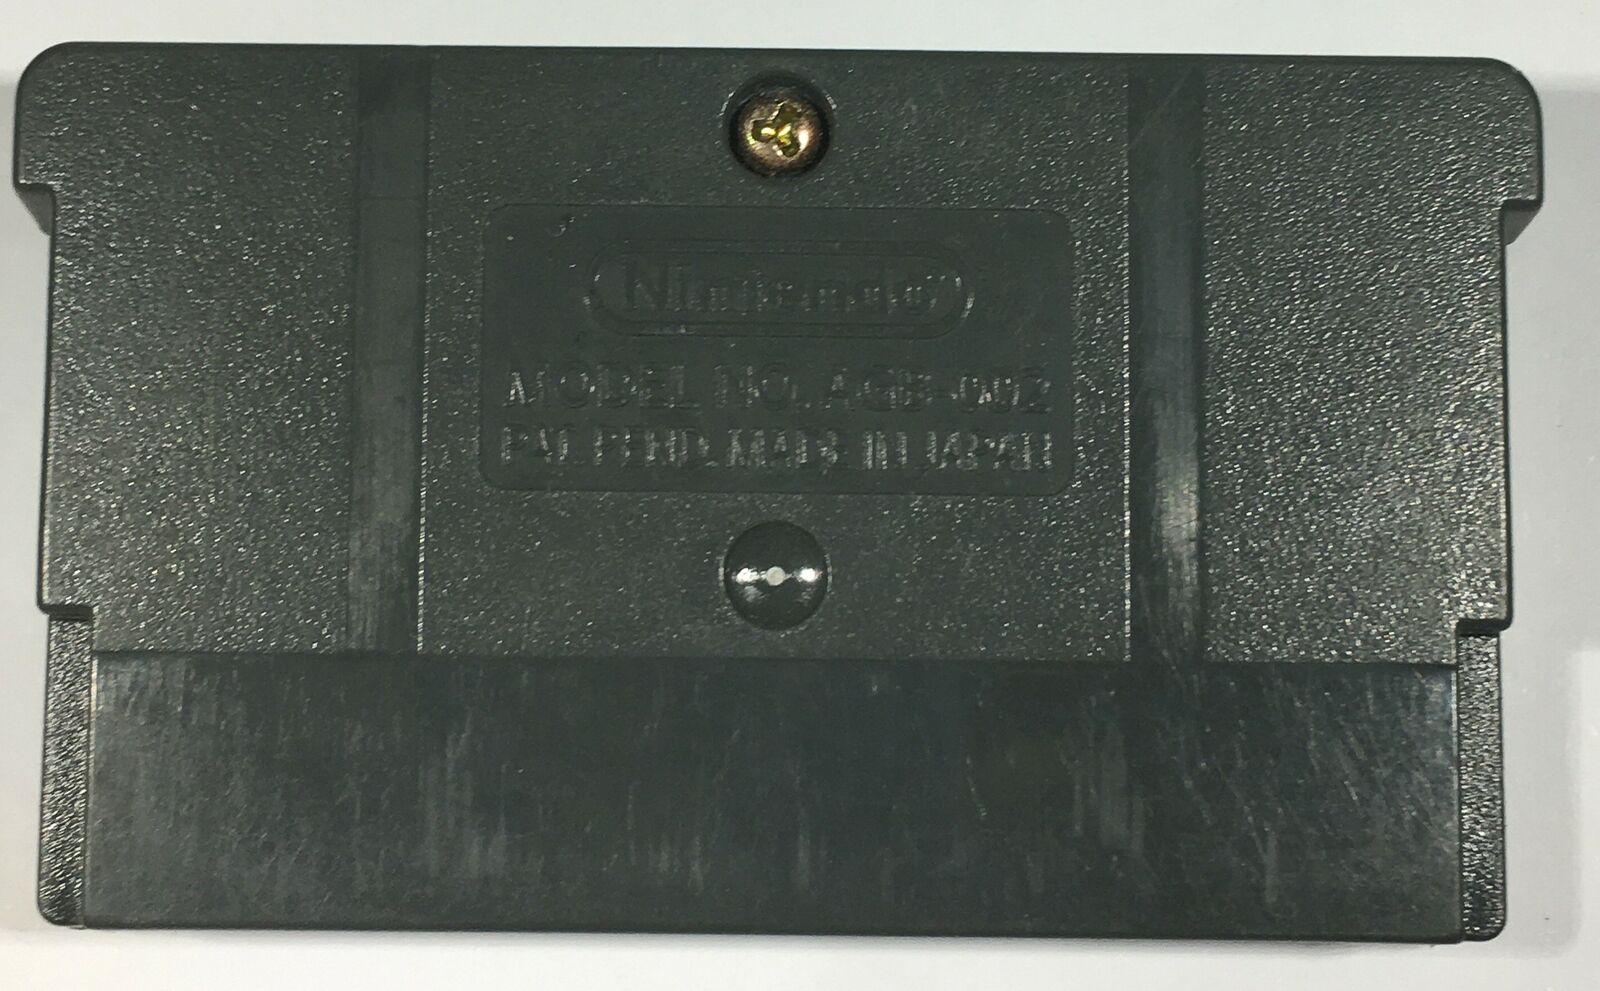 Nintendo
MODEL NO. AGB-002
PAT. PEND. MADE IN JAPAN